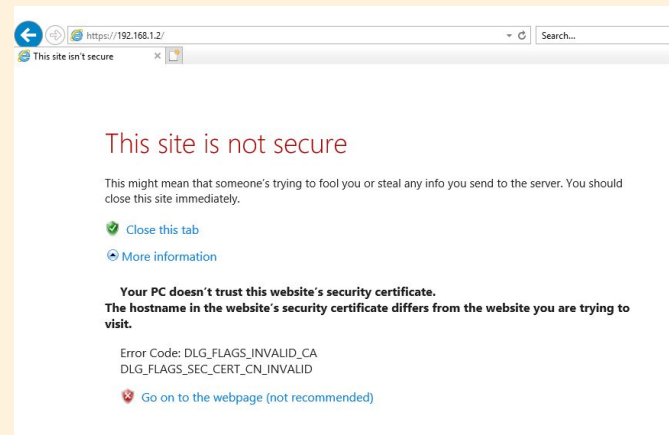 https://192.168.1.2/
Search...
This site isn't secure
This site is not secure
This might mean that someone's trying to fool you or steal any info you send to the server. You should
close this site immediately.
Close this tab
More information
Your PC doesn't trust this website's security certificate.
The hostname in the website's security certificate differs from the website you are trying to
visit.
Error Code: DLG_FLAGS_INVALID_CA
DLG_FLAGS_SEC_CERT_CN_INVALID
Go on to the webpage (not recommended)